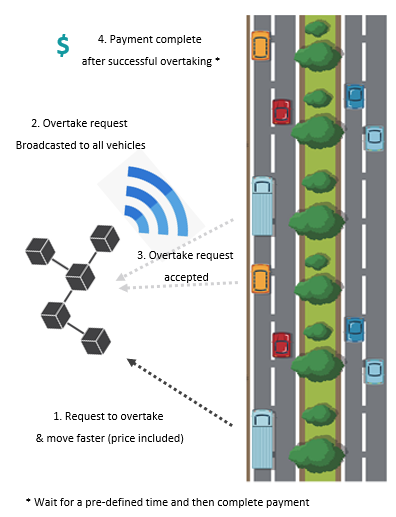 $
4. Payment complete
after successful overtaking *
2. Overtake request
Broadcasted to all vehicles
3. Overtake request
accepted
1. Request to overtake
& move faster (price included)
* Wait for a pre-defined time and then complete payment